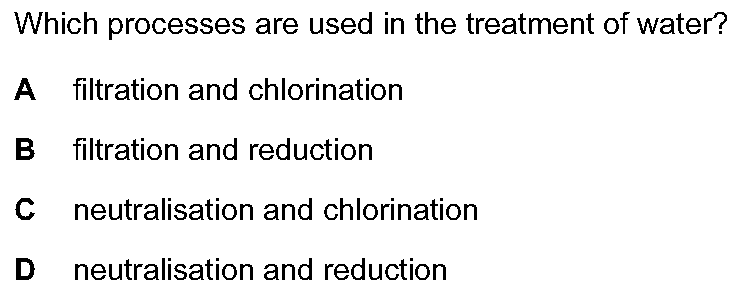 Which processes are used in the treatment of water?
A filtration and chlorination
B filtration and reduction
C neutralisation and chlorination
D neutralisation and reduction